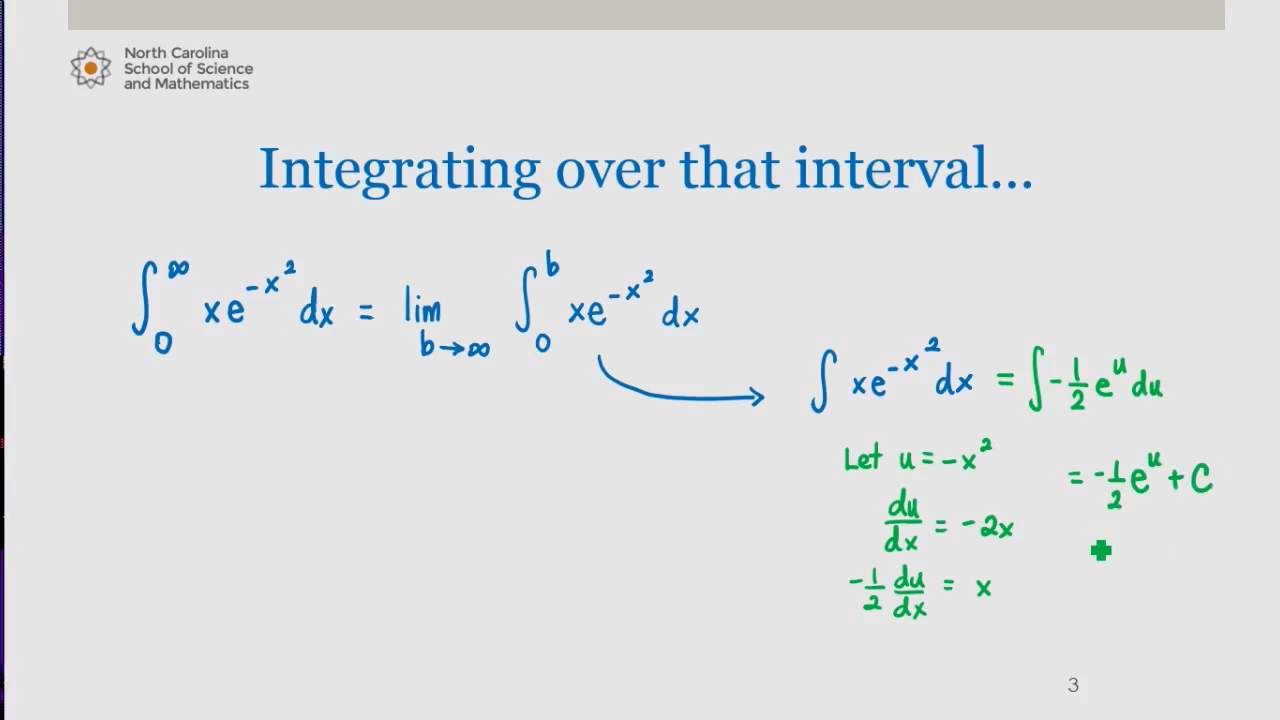 North Carolina
School of Science
and Mathematics
Integrating over that interval...
∫₀^∞ xe^(-x²) dx = lim b→∞ ∫₀^b xe^(-x²) dx
∫ xe^(-x²) dx = ∫ -1/2 e^u du
Let u = -x²
= -1/2 e^u + C
du/dx = -2x
-1/2 du/dx = x
3